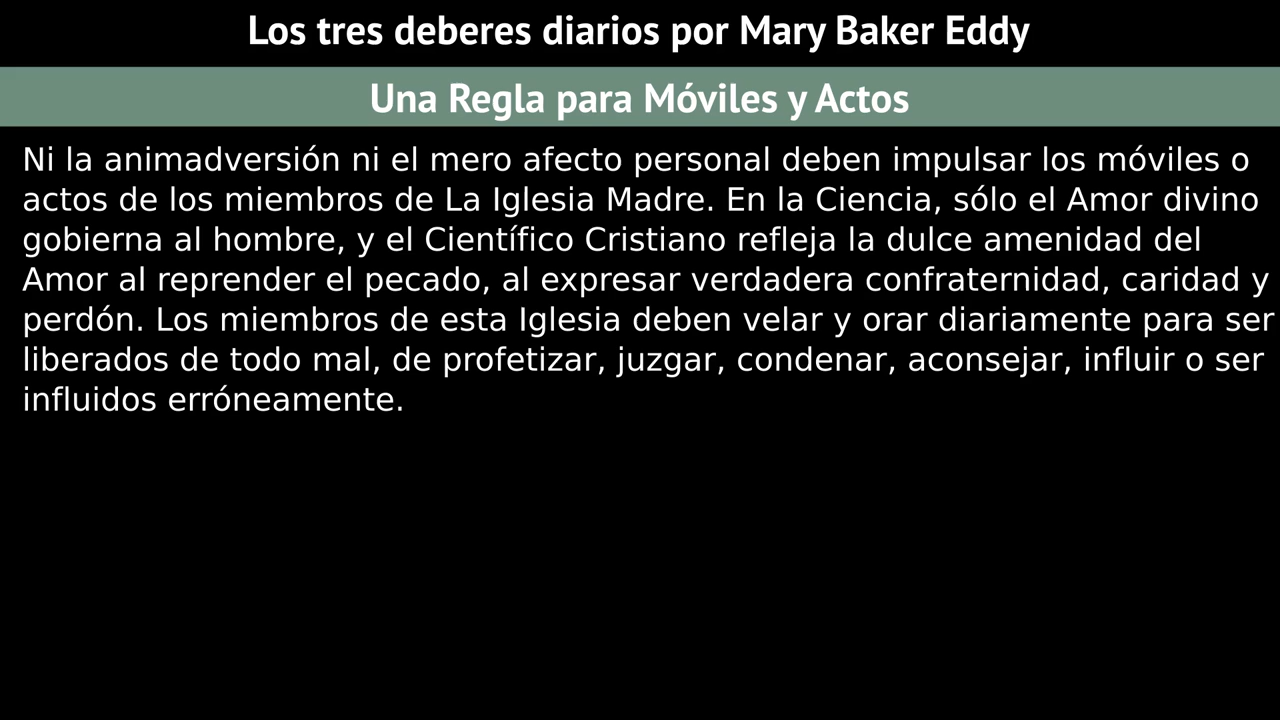 Los tres deberes diarios por Mary Baker Eddy
Una Regla para Móviles y Actos
Ni la animadversión ni el mero afecto personal deben impulsar los móviles o
actos de los miembros de La Iglesia Madre. En la Ciencia, sólo el Amor divino
gobierna al hombre, y el Científico Cristiano refleja la dulce amenidad del
Amor al reprender el pecado, al expresar verdadera confraternidad, caridad y
perdón. Los miembros de esta Iglesia deben velar y orar diariamente para ser
liberados de todo mal, de profetizar, juzgar, condenar, aconsejar, influir o ser
influidos erróneamente.